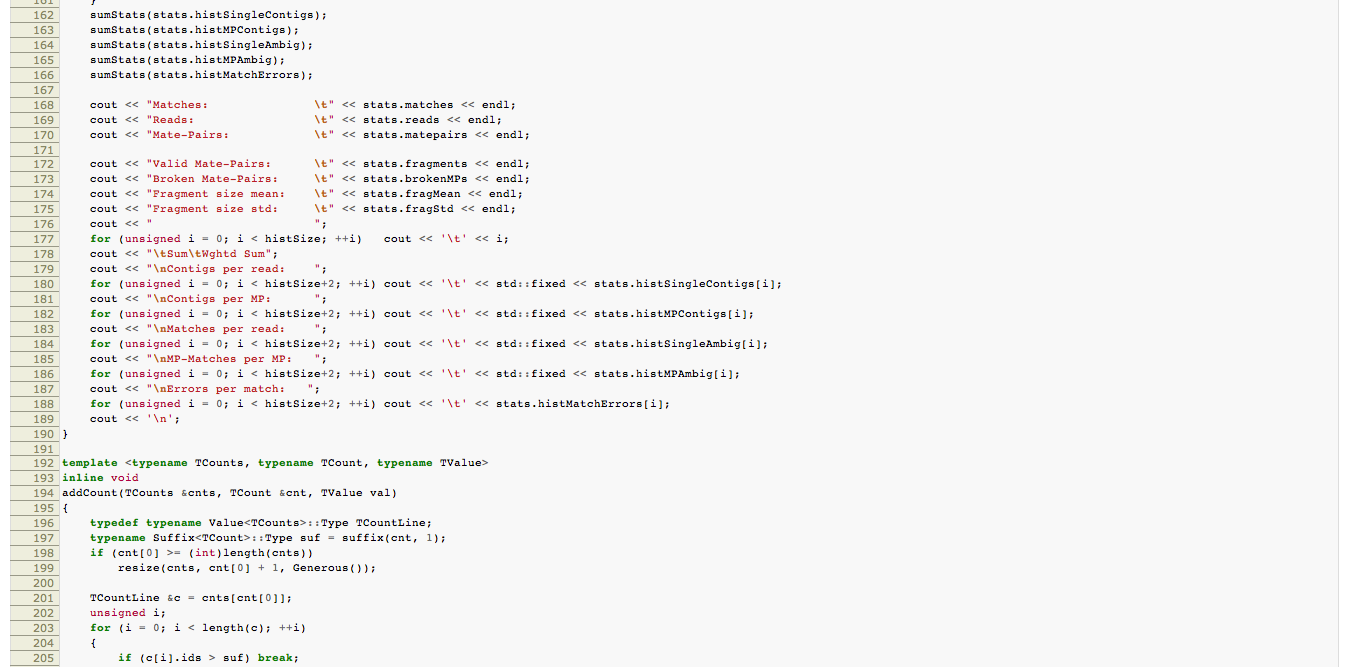 161     }
162     sumStats(stats.histSingleContigs);
163     sumStats(stats.histMPContigs);
164     sumStats(stats.histSingleAmbig);
165     sumStats(stats.histMPAmbig);
166     sumStats(stats.histMatchErrors);
167
168     cout << "Matches:               \t" << stats.matches << endl;
169     cout << "Reads:                 \t" << stats.reads << endl;
170     cout << "Mate-Pairs:            \t" << stats.matepairs << endl;
171
172     cout << "Valid Mate-Pairs:      \t" << stats.fragments << endl;
173     cout << "Broken Mate-Pairs:     \t" << stats.brokenMPs << endl;
174     cout << "Fragment size mean:    \t" << stats.fragMean << endl;
175     cout << "Fragment size std:     \t" << stats.fragStd << endl;
176     cout << "                       ";
177     for (unsigned i = 0; i < histSize; ++i)   cout << '\t' << i;
178     cout << "\tSum\tWghtd Sum";
179     cout << "\nContigs per read:    ";
180     for (unsigned i = 0; i < histSize+2; ++i) cout << '\t' << std::fixed << stats.histSingleContigs[i];
181     cout << "\nContigs per MP:      ";
182     for (unsigned i = 0; i < histSize+2; ++i) cout << '\t' << std::fixed << stats.histMPContigs[i];
183     cout << "\nMatches per read:    ";
184     for (unsigned i = 0; i < histSize+2; ++i) cout << '\t' << std::fixed << stats.histSingleAmbig[i];
185     cout << "\nMP-Matches per MP:   ";
186     for (unsigned i = 0; i < histSize+2; ++i) cout << '\t' << std::fixed << stats.histMPAmbig[i];
187     cout << "\nErrors per match:   ";
188     for (unsigned i = 0; i < histSize+2; ++i) cout << '\t' << stats.histMatchErrors[i];
189     cout << '\n';
190 }
191
192 template <typename TCounts, typename TCount, typename TValue>
193 inline void
194 addCount(TCounts &cnts, TCount &cnt, TValue val)
195 {
196     typedef typename Value<TCounts>::Type TCountLine;
197     typename Suffix<TCount>::Type suf = suffix(cnt, 1);
198     if (cnt[0] >= (int)length(cnts))
199         resize(cnts, cnt[0] + 1, Generous());
200
201     TCountLine &c = cnts[cnt[0]];
202     unsigned i;
203     for (i = 0; i < length(c); ++i)
204     {
205         if (c[i].ids > suf) break;